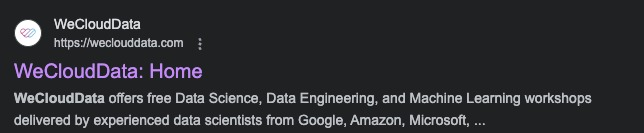 WeCloudData
https://weclouddata.com
WeCloudData: Home
WeCloudData offers free Data Science, Data Engineering, and Machine Learning workshops
delivered by experienced data scientists from Google, Amazon, Microsoft, ...